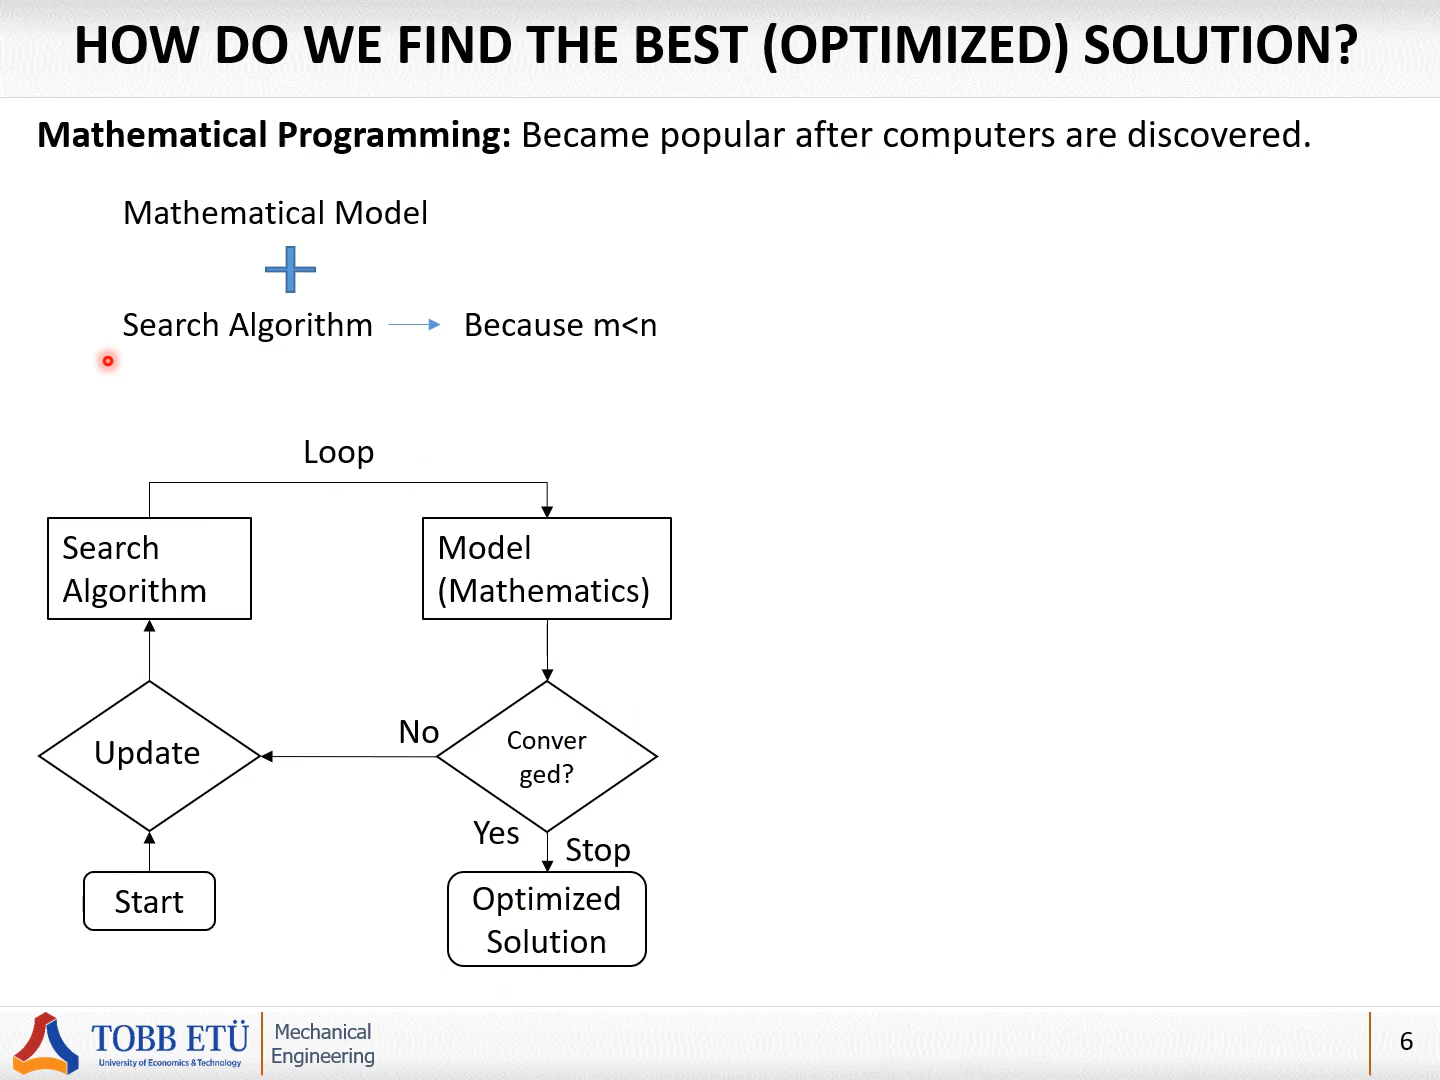 HOW DO WE FIND THE BEST (OPTIMIZED) SOLUTION?
Mathematical Programming: Became popular after computers are discovered.
Mathematical Model
Search Algorithm
Because m<n
Loop
Search
Algorithm
Model
(Mathematics)
Update
No
Conver
ged?
Yes
Stop
Start
Optimized
Solution
TOBB ETÜ
University of Economics & Technology
Mechanical
Engineering
6